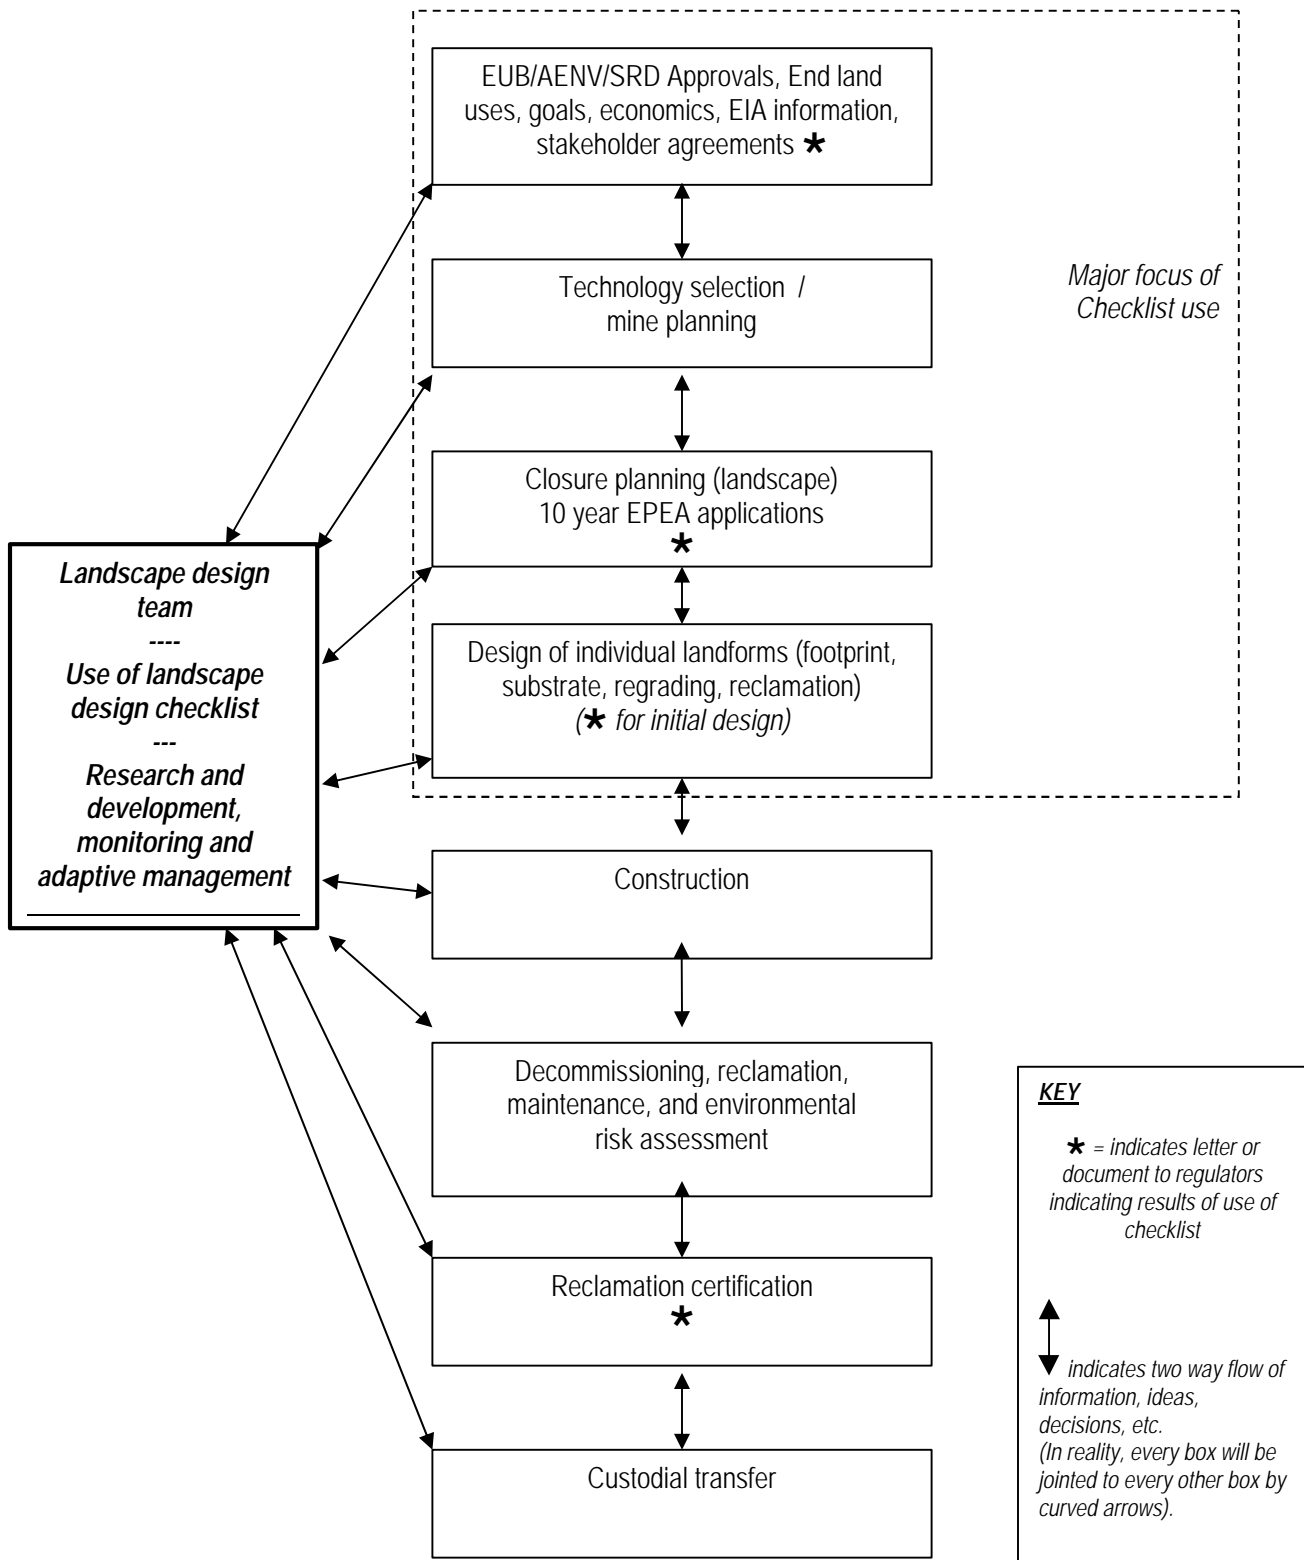 EUB/AENV/SRD Approvals, End land
uses, goals, economics, EIA information,
stakeholder agreements *
Technology selection /
mine planning
Major focus of
Checklist use
Closure planning (landscape)
10 year EPEA applications
*
Landscape design
team
----
Use of landscape
design checklist
---
Research and
development,
monitoring and
adaptive management
Design of individual landforms (footprint,
substrate, regrading, reclamation)
(* for initial design)
Construction
Decommissioning, reclamation,
maintenance, and environmental
risk assessment
Reclamation certification
*
Custodial transfer
KEY
* = indicates letter or
document to regulators
indicating results of use of
checklist
indicates two way flow of
information, ideas,
decisions, etc.
(In reality, every box will be
jointed to every other box by
curved arrows).